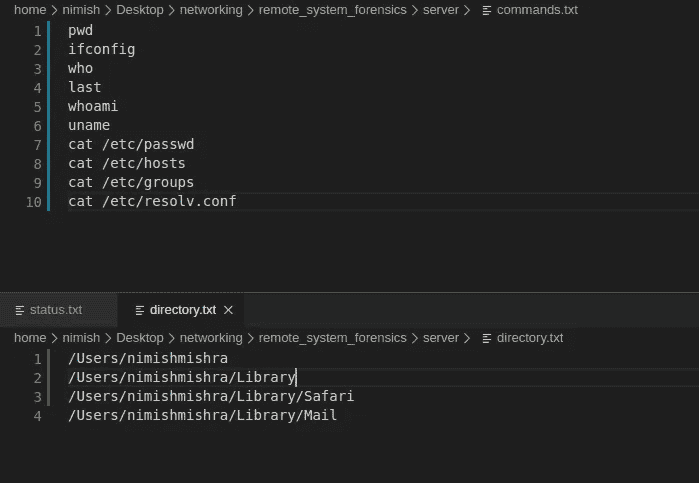 home > nimish > Desktop > networking > remote_system_forensics > server > commands.txt
1 pwd
2 ifconfig
3 who
4 last
5 whoami
6 uname
7 cat /etc/passwd
8 cat /etc/hosts
9 cat /etc/groups
10 cat /etc/resolv.conf
status.txt directory.txt
home > nimish > Desktop > networking > remote_system_forensics > server > directory.txt
1 /Users/nimishmishra
2 /Users/nimishmishra/Library
3 /Users/nimishmishra/Library/Safari
4 /Users/nimishmishra/Library/Mail